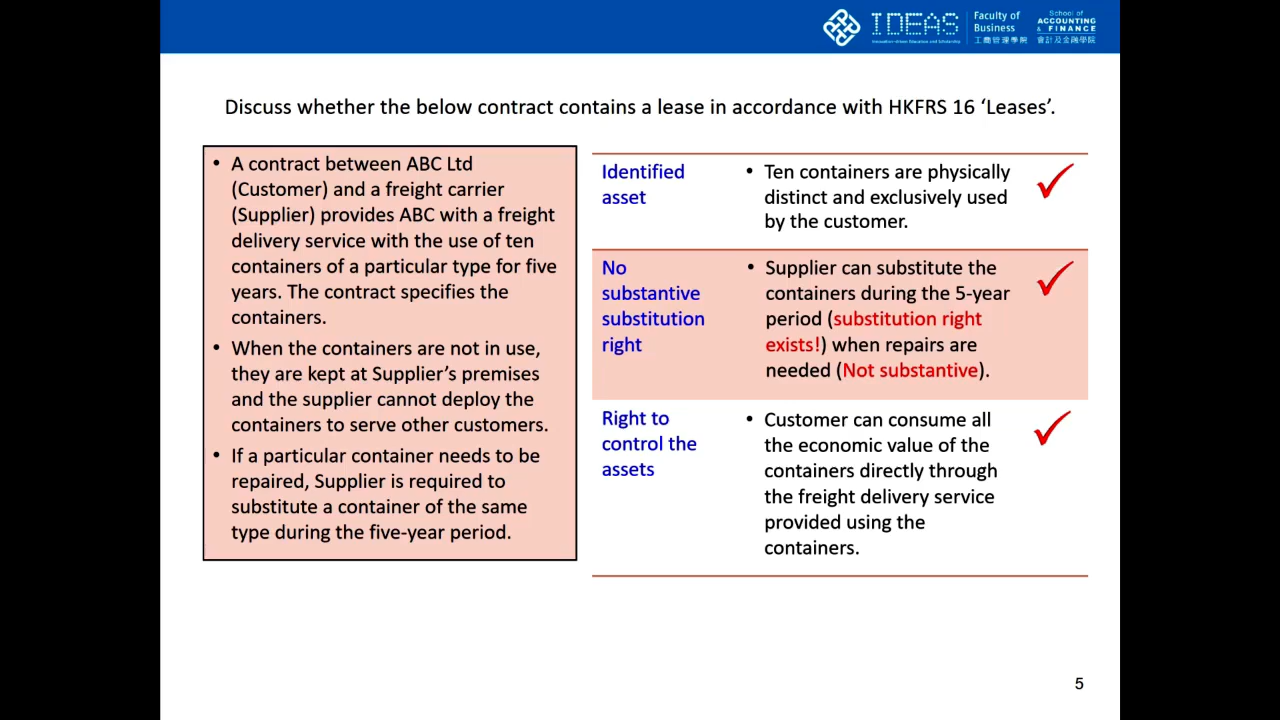 IDEAS
Innovation-driven Education and Scholarship
Faculty of
Business
工商管理學院
School of
ACCOUNTING
& FINANCE
會計及金融學院
Discuss whether the below contract contains a lease in accordance with HKFRS 16 ‘Leases’.
• A contract between ABC Ltd
(Customer) and a freight carrier
(Supplier) provides ABC with a freight
delivery service with the use of ten
containers of a particular type for five
years. The contract specifies the
containers.
• When the containers are not in use,
they are kept at Supplier’s premises
and the supplier cannot deploy the
containers to serve other customers.
• If a particular container needs to be
repaired, Supplier is required to
substitute a container of the same
type during the five-year period.
Identified
asset
• Ten containers are physically
distinct and exclusively used
by the customer.
No
substantive
substitution
right
• Supplier can substitute the
containers during the 5-year
period (substitution right
exists!) when repairs are
needed (Not substantive).
Right to
control the
assets
• Customer can consume all
the economic value of the
containers directly through
the freight delivery service
provided using the
containers.
5